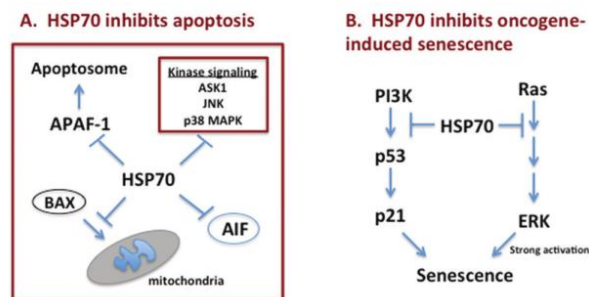 A. HSP70 inhibits apoptosis
Apoptosome
APAF-1
Kinase signaling
ASK1
JNK
p38 MAPK
HSP70
BAX
AIF
mitochondria
B. HSP70 inhibits oncogene-
induced senescence
PI3K
Ras
HSP70
p53
p21
ERK
Strong activation
Senescence